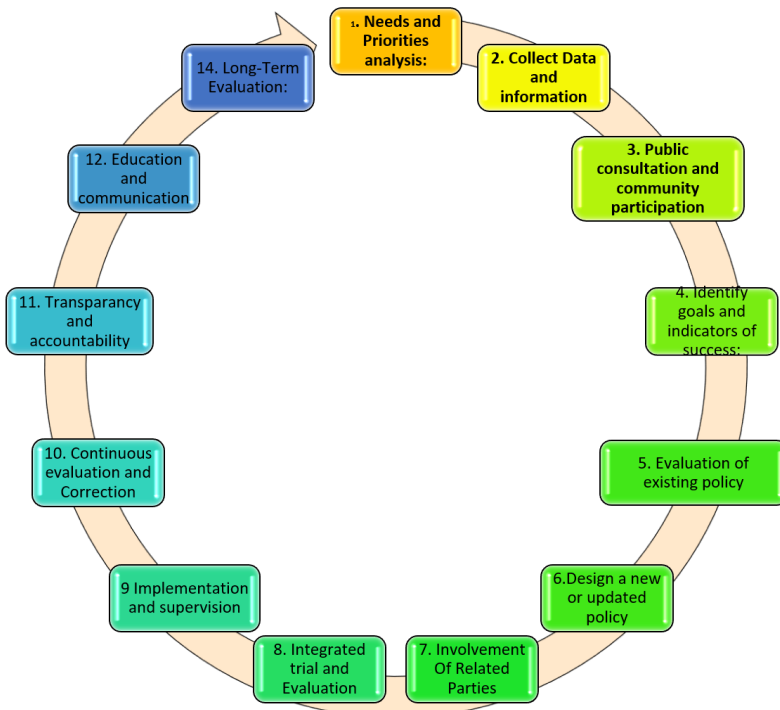 1. Needs and
Priorities
analysis:
2. Collect Data
and
information
3. Public
consultation and
community
participation
4. Identify
goals and
indicators of
success:
5. Evaluation of
existing policy
6.Design a new
or updated
policy
7. Involvement
Of Related
Parties
8. Integrated
trial and
Evaluation
9 Implementation
and supervision
10. Continuous
evaluation and
Correction
11. Transparancy
and
accountability
12. Education
and
communication
14. Long-Term
Evaluation: